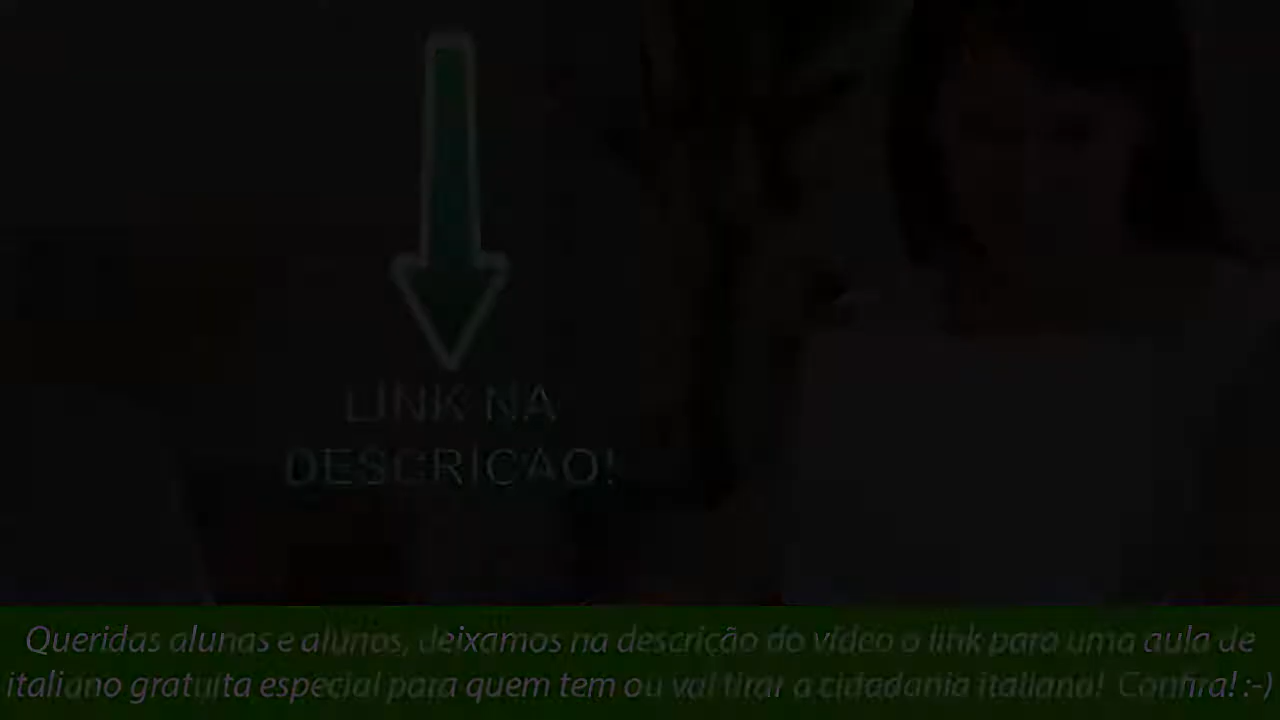 LINK NA
DESCRIÇÃO!
Queridas alunas e alunos, deixamos na descrição do vídeo o link para uma aula de
italiano gratuita especial para quem tem ou vai tirar a cidadania italiana! Confira! :-)